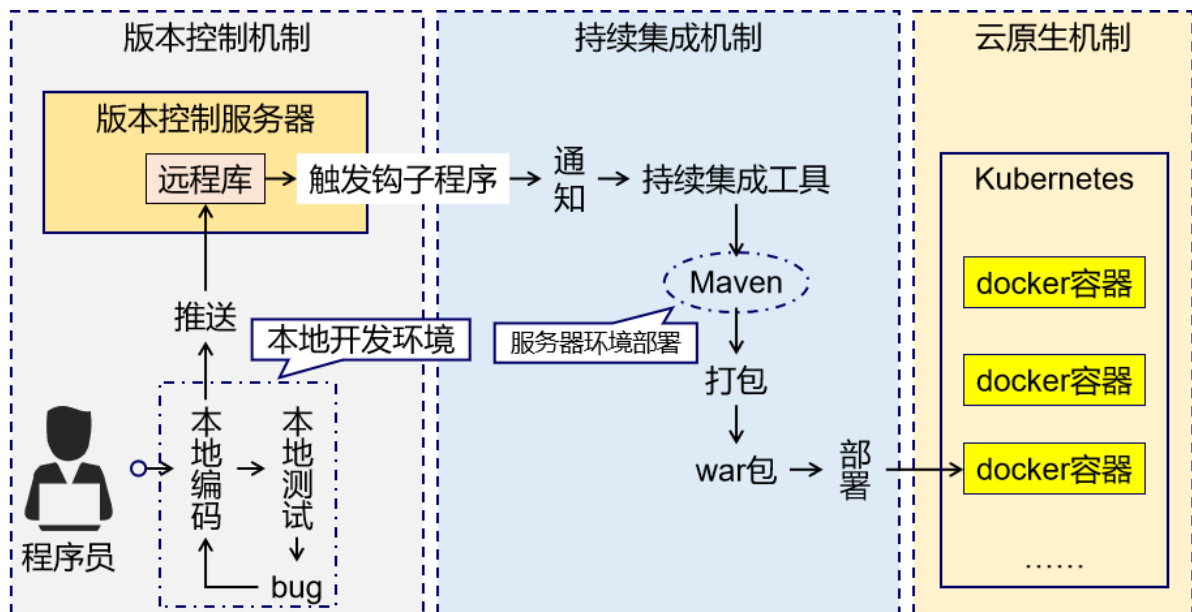 版本控制机制
版本控制服务器
远程库
触发钩子程序
推送
本地开发环境
本地编码
本地测试
bug
程序员
持续集成机制
通知
持续集成工具
Maven
服务器环境部署
打包
war包
部署
云原生机制
Kubernetes
docker容器
docker容器
docker容器
......